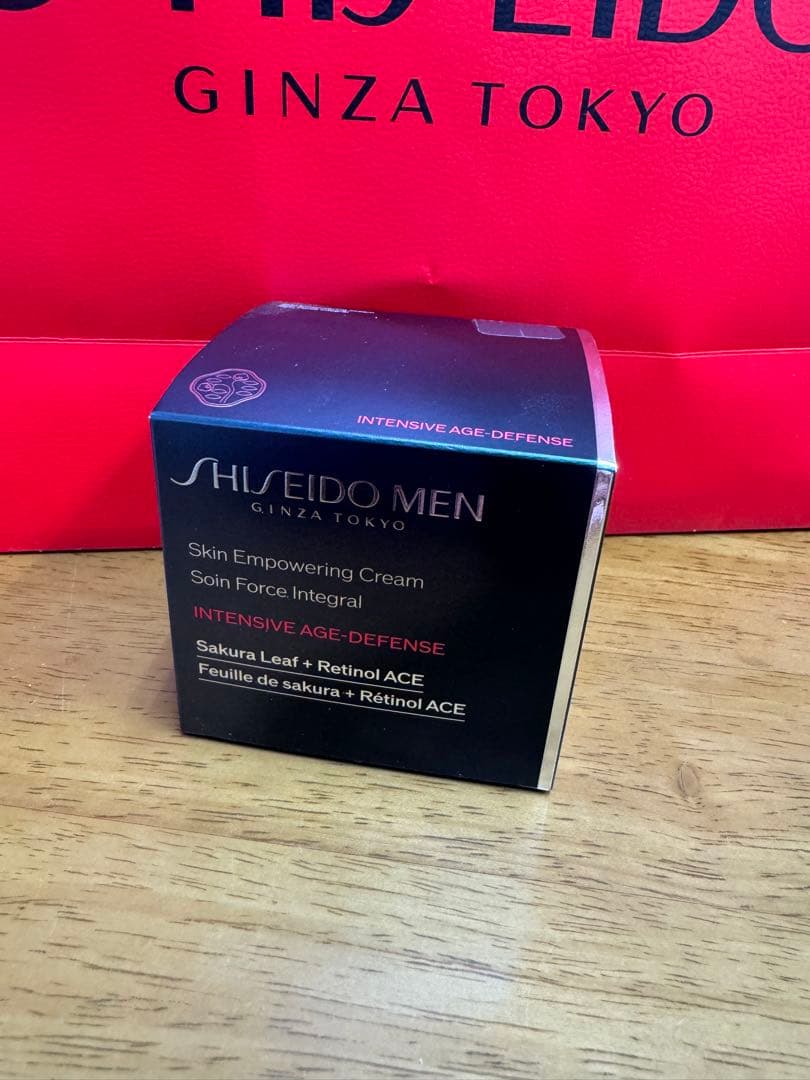 SHISEIDO
GINZA TOKYO
INTENSIVE AGE-DEFENSE
SHISEIDO MEN
GINZA TOKYO
Skin Empowering Cream
Soin Force Integral
INTENSIVE AGE-DEFENSE
Sakura Leaf + Retinol ACE
Feuille de sakura + Rétinol ACE